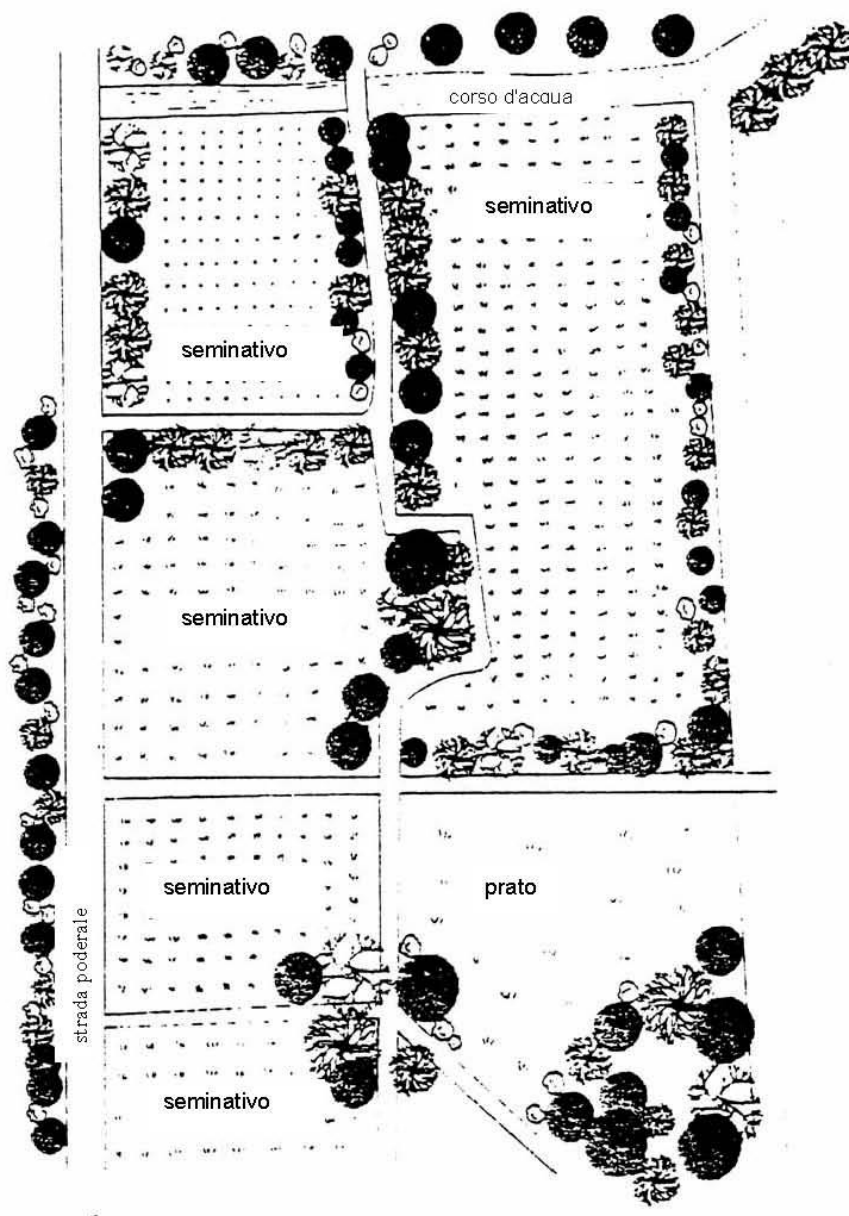 corso d'acqua
seminativo
seminativo
seminativo
seminativo
prato
strada poderale
seminativo